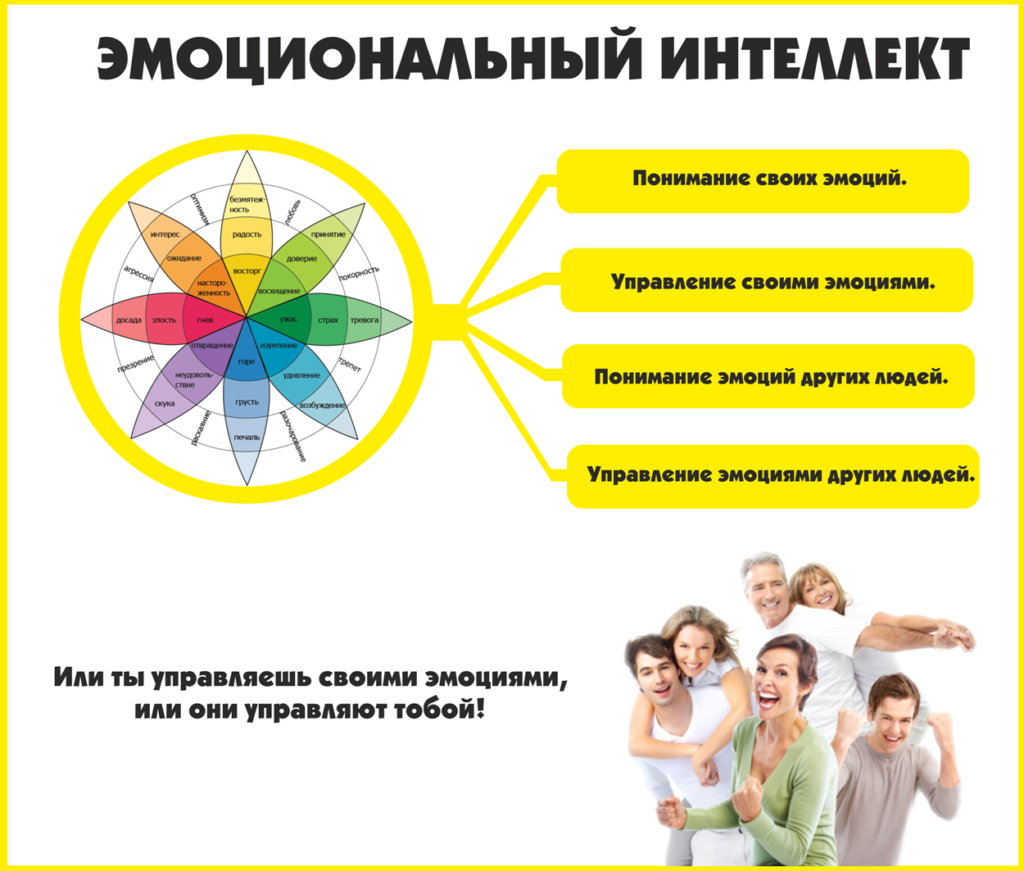 ЭМОЦИОНАЛЬНЫЙ ИНТЕЛЛЕКТ
безмятеж-
ность
оптимизм
любовь
интерес
радость
принятие
ожидание
доверие
агрессия
восторг
покорность
насторо-
женность
восхищение
досада
злость
гнев
ужас
страх
тревога
отвращение
изумление
презрение
горе
трепет
неудоволь-
ствие
удивление
скука
грусть
возбуждение
раскаяние
разочарование
печаль
Понимание своих эмоций.
Управление своими эмоциями.
Понимание эмоций других людей.
Управление эмоциями других людей.
Или ты управляешь своими эмоциями,
или они управляют тобой!